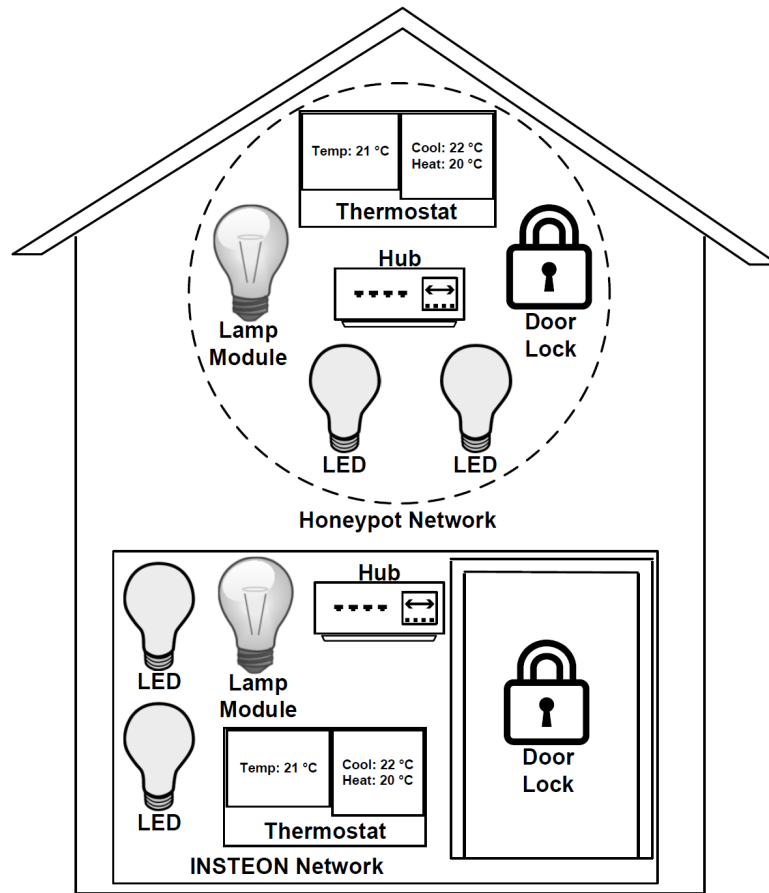 Temp: 21 °C
Cool: 22 °C
Heat: 20 °C
Thermostat
Hub
Lamp
Module
Door
Lock
LED
LED
Honeypot Network
Hub
LED
Lamp
Module
LED
Temp: 21 °C
Cool: 22 °C
Heat: 20 °C
Thermostat
Door
Lock
INSTEON Network